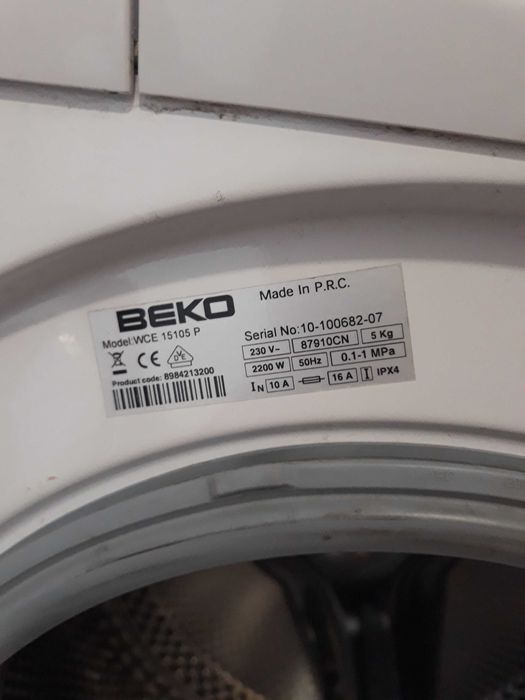 BEKO
Made In P.R.C.
Model:WCE 15105 P
Serial No:10-100682-07
230 V~ 87910CN 5 Kg
2200 W 50Hz 0.1-1 MPa
CE
Product code: 8984213200
IN 10 A 16 A IPX4